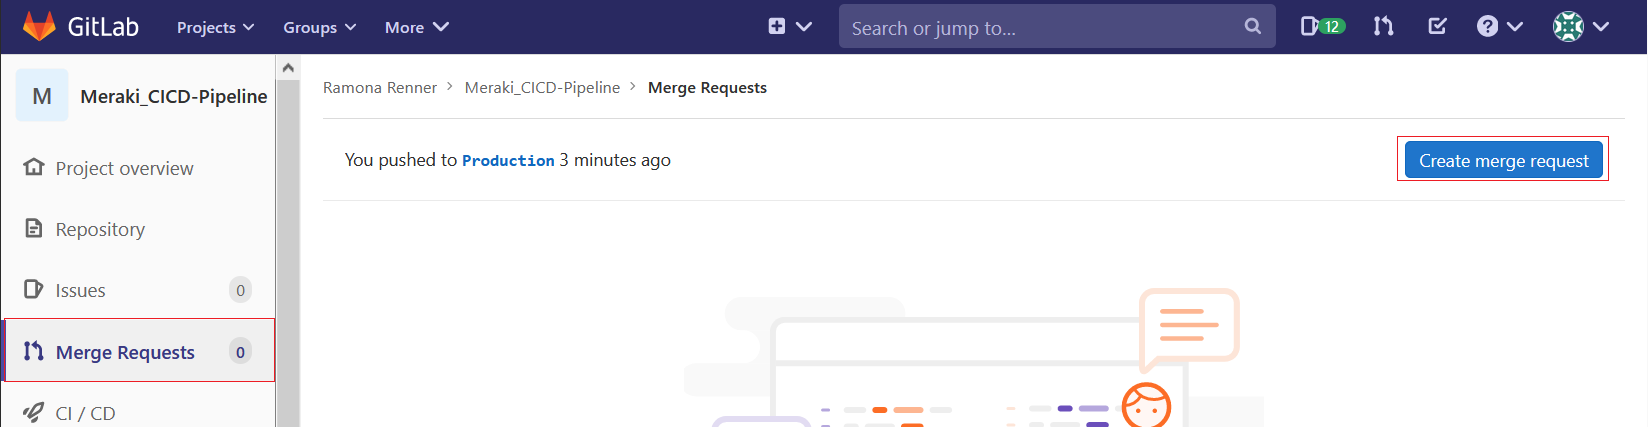 GitLab Projects Groups More Search or jump to... 12
M Meraki_CICD-Pipeline
Project overview
Repository
Issues 0
Merge Requests 0
CI / CD
Ramona Renner > Meraki_CICD-Pipeline > Merge Requests
You pushed to Production 3 minutes ago Create merge request